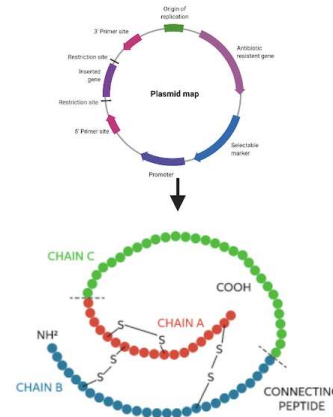 Origin of
replication
3' Primer site
Antibiotic
resistent gene
Restriction site
Inserted
gene
Restriction site
Plasmid map
5' Primer site
Selectable
marker
Promoter
CHAIN C
COOH
CHAIN A
S
S
S
S
S
S
NH²
CHAIN B
CONNECTING
PEPTIDE